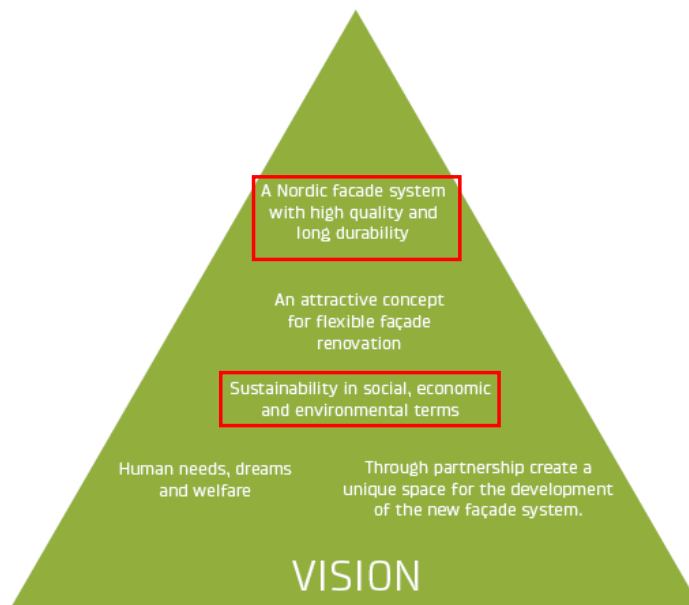 A Nordic facade system
with high quality and
long durability
An attractive concept
for flexible façade
renovation
Sustainability in social, economic
and environmental terms
Human needs, dreams
and welfare
Through partnership create a
unique space for the development
of the new façade system.
VISION